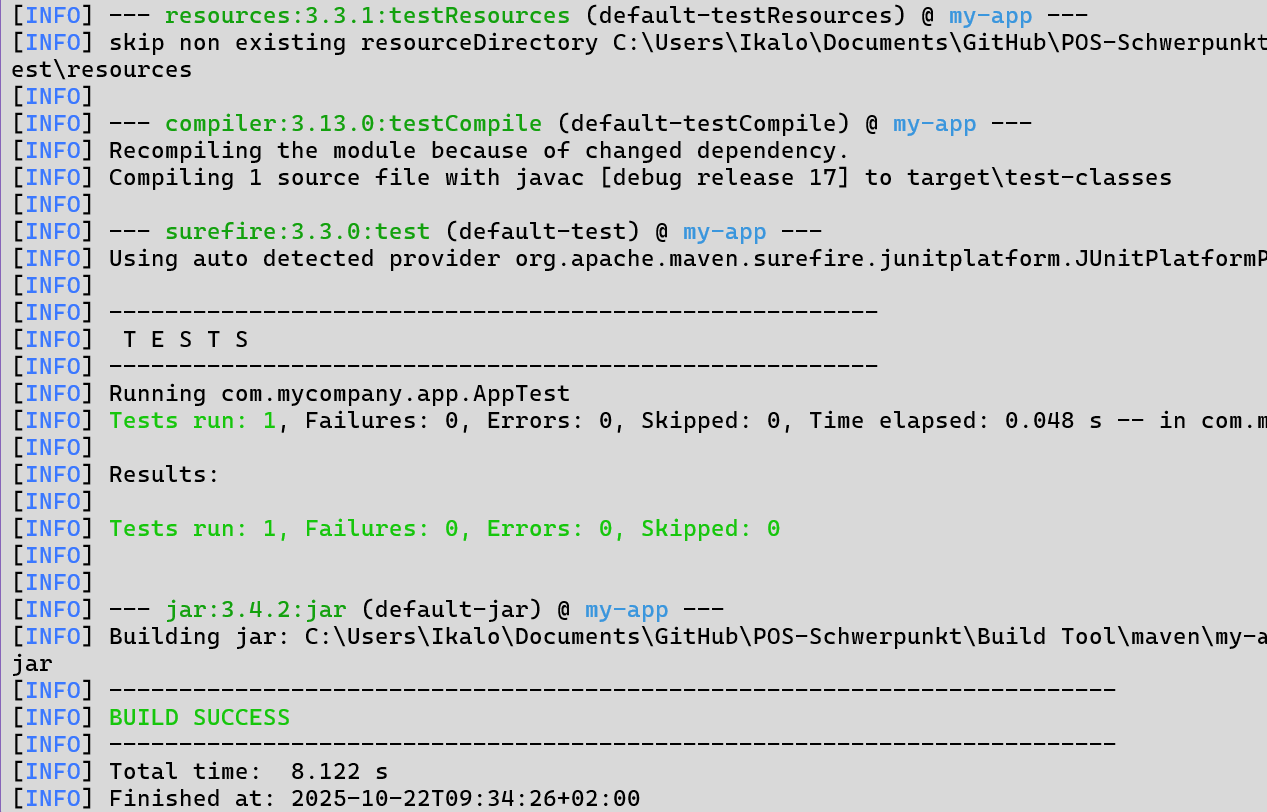 [INFO] --- resources:3.3.1:testResources (default-testResources) @ my-app ---
[INFO] skip non existing resourceDirectory C:\Users\Ikalo\Documents\GitHub\POS-Schwerpunkt
est\resources
[INFO]
[INFO] --- compiler:3.13.0:testCompile (default-testCompile) @ my-app ---
[INFO] Recompiling the module because of changed dependency.
[INFO] Compiling 1 source file with javac [debug release 17] to target\test-classes
[INFO]
[INFO] --- surefire:3.3.0:test (default-test) @ my-app ---
[INFO] Using auto detected provider org.apache.maven.surefire.junitplatform.JUnitPlatformP
[INFO]
[INFO] -------------------------------------------------------
[INFO]  T E S T S
[INFO] -------------------------------------------------------
[INFO] Running com.mycompany.app.AppTest
[INFO] Tests run: 1, Failures: 0, Errors: 0, Skipped: 0, Time elapsed: 0.048 s -- in com.m
[INFO]
[INFO] Results:
[INFO]
[INFO] Tests run: 1, Failures: 0, Errors: 0, Skipped: 0
[INFO]
[INFO]
[INFO] --- jar:3.4.2:jar (default-jar) @ my-app ---
[INFO] Building jar: C:\Users\Ikalo\Documents\GitHub\POS-Schwerpunkt\Build Tool\maven\my-a
jar
[INFO] ------------------------------------------------------------------------
[INFO] BUILD SUCCESS
[INFO] ------------------------------------------------------------------------
[INFO] Total time:  8.122 s
[INFO] Finished at: 2025-10-22T09:34:26+02:00